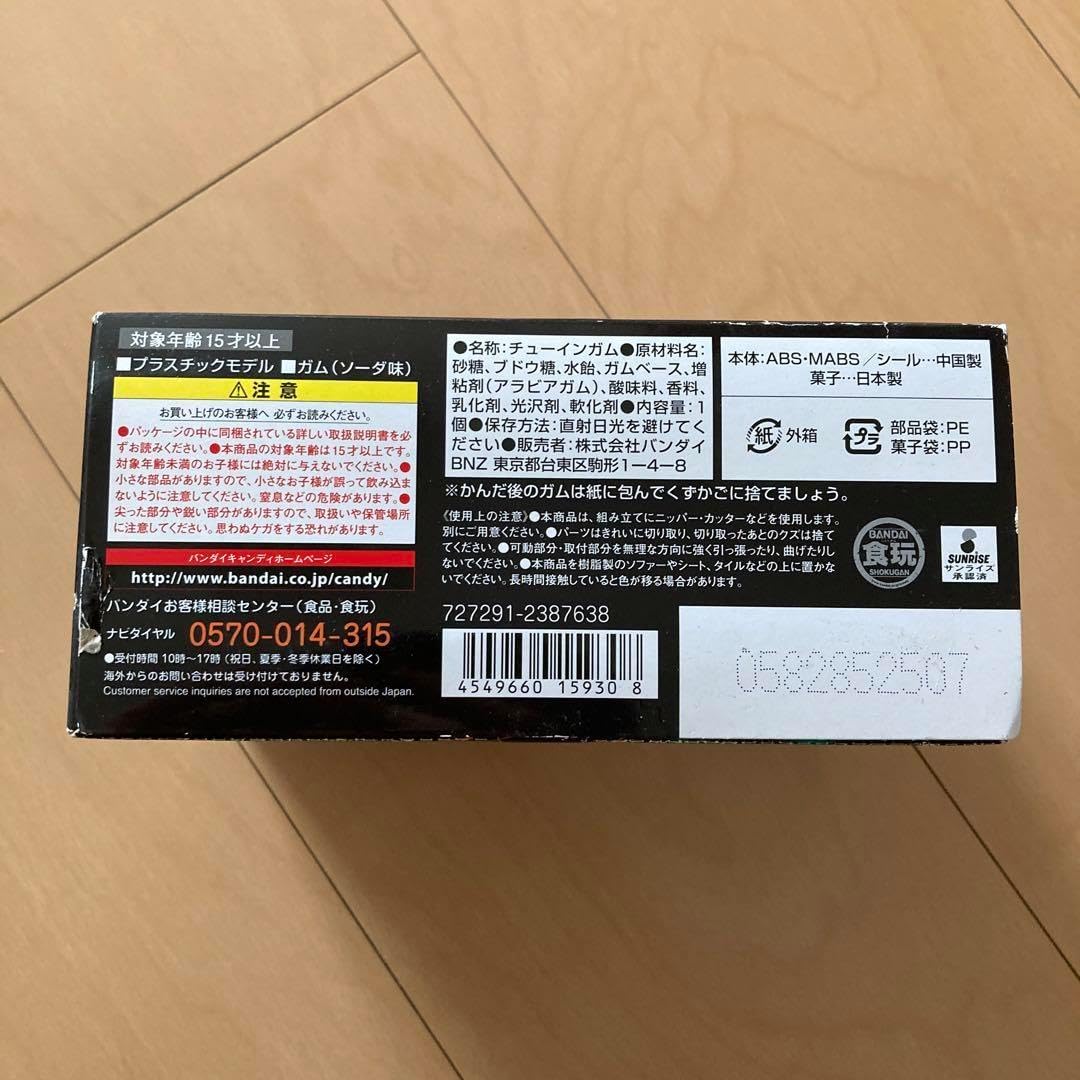 対象年齢15才以上
■プラスチックモデル ■ガム(ソーダ味)
注意
お買い上げのお客様へ 必ずお読みください。
●パッケージの中に同梱されている詳しい取扱説明書を必
ずお読みください。●本商品の対象年齢は15才以上です。
対象年齢未満のお子様には絶対に与えないでください。●
小さな部品がありますので、小さなお子様が誤って飲み込ま
ないように注意してください。窒息などの危険があります。●
尖った部分や鋭い部分がありますので、取扱いや保管場所
に注意してください。思わぬケガをする恐れがあります。
バンダイキャンディホームページ
http://www.bandai.co.jp/candy/
バンダイお客様相談センター(食品・食玩)
ナビダイヤル 0570-014-315
●受付時間 10時〜17時(祝日、夏季・冬季休業日を除く)
海外からのお問い合わせは受け付けておりません。
Customer service inquiries are not accepted from outside Japan.
●名称:チューインガム●原材料名:
砂糖、ブドウ糖、水飴、ガムベース、増
粘剤(アラビアガム)、酸味料、香料、
乳化剤、光沢剤、軟化剤●内容量:1
個●保存方法:直射日光を避けてく
ださい●販売者:株式会社バンダイ
BNZ 東京都台東区駒形1-4-8
※かんだ後のガムは紙に包んでくずかごに捨てましょう。
《使用上の注意》●本商品は、組み立てにニッパー・カッターなどを使用します。
別にご用意ください。●パーツはきれいに切り取り、切り取ったあとのクズは捨て
てください。●可動部分・取付部分を無理な方向に強く引っ張ったり、曲げたりし
ないでください。●本商品を樹脂製のソファーやシート、タイルなどの上に置かな
いでください。長時間接触していると色が移る場合があります。
727291-2387638
4549660 15930 8
本体:ABS・MABS/シール…中国製
菓子…日本製
紙 外箱
プラ 部品袋:PE
菓子袋:PP
BANDAI
食玩
SHOKUGAN
SUNRISE
サンライズ
承認済
0582852507